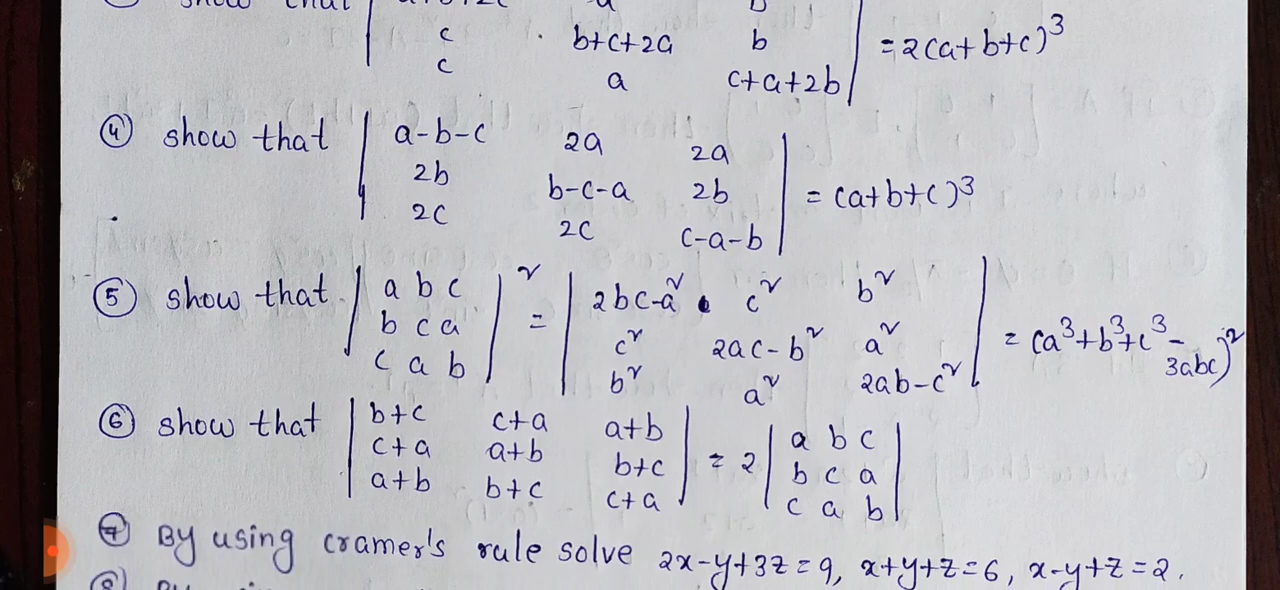 show that
c b+c+2a b = 2(a+b+c)³
c a c+a+2b
④ show that | a-b-c 2a 2a |
2b b-c-a 2b = (a+b+c)³
2c 2c c-a-b
⑤ show that | a b c |² = | 2bc-a² c² b² |
b c a c² 2ac-b² a² = (a³+b³+c³-
c a b b² a² 2ab-c² 3abc)²
⑥ show that | b+c c+a a+b | = 2 | a b c |
c+a a+b b+c b c a
a+b b+c c+a c a b
⑦ By using cramer's rule solve 2x-y+3z=9, x+y+z=6, x-y+z=2.